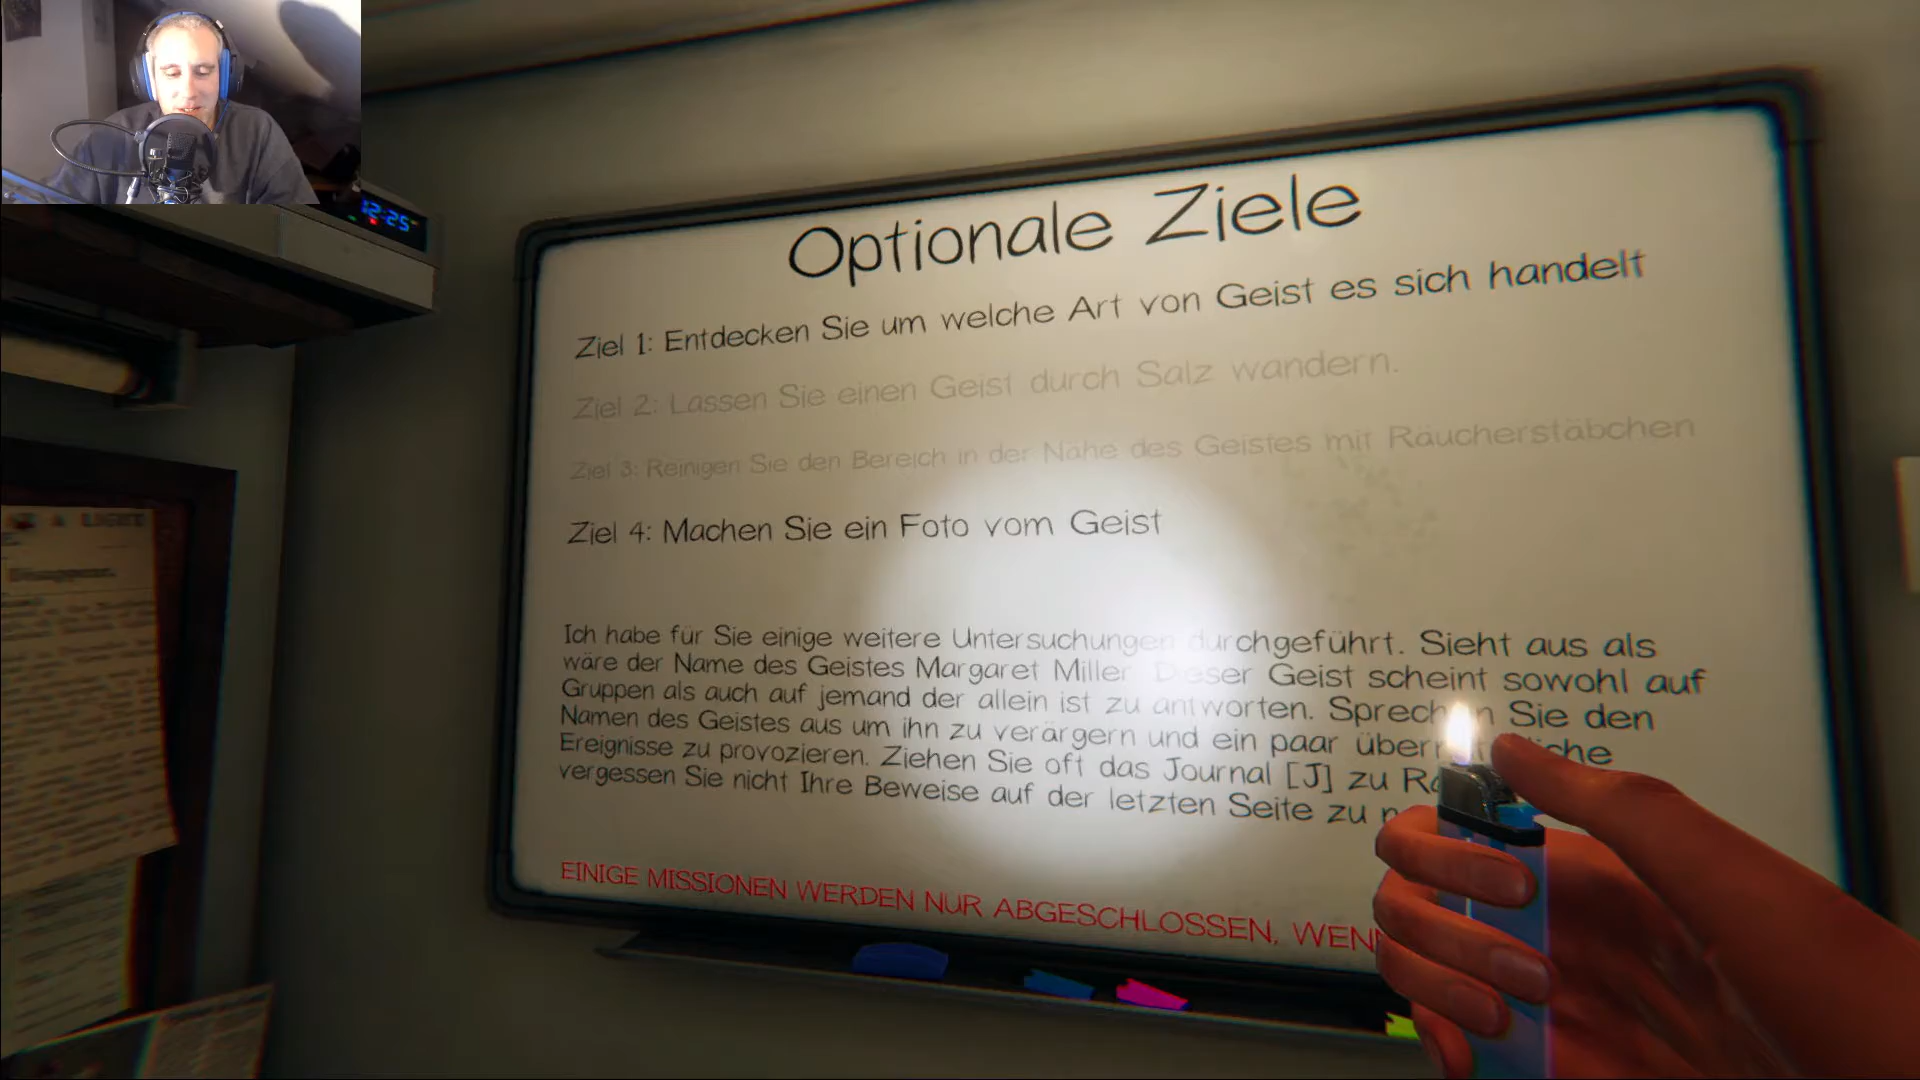 12:25
Optionale Ziele
Ziel 1: Entdecken Sie um welche Art von Geist es sich handelt
Ziel 2: Lassen Sie einen Geist durch Salz wandern.
Ziel 3: Reinigen Sie den Bereich in der Nähe des Geistes mit Räucherstäbchen
Ziel 4: Machen Sie ein Foto vom Geist
Ich habe für Sie einige weitere Untersuchungen durchgeführt. Sieht aus als
wäre der Name des Geistes Margaret Miller. Dieser Geist scheint sowohl auf
Gruppen als auch auf jemand der allein ist zu antworten. Sprechen Sie den
Namen des Geistes aus um ihn zu verärgern und ein paar
Ereignisse zu provozieren. Ziehen Sie oft das Journal [J] zu
vergessen Sie nicht Ihre Beweise auf der letzten Seite zu
EINIGE MISSIONEN WERDEN NUR ABGESCHLOSSEN, WENN